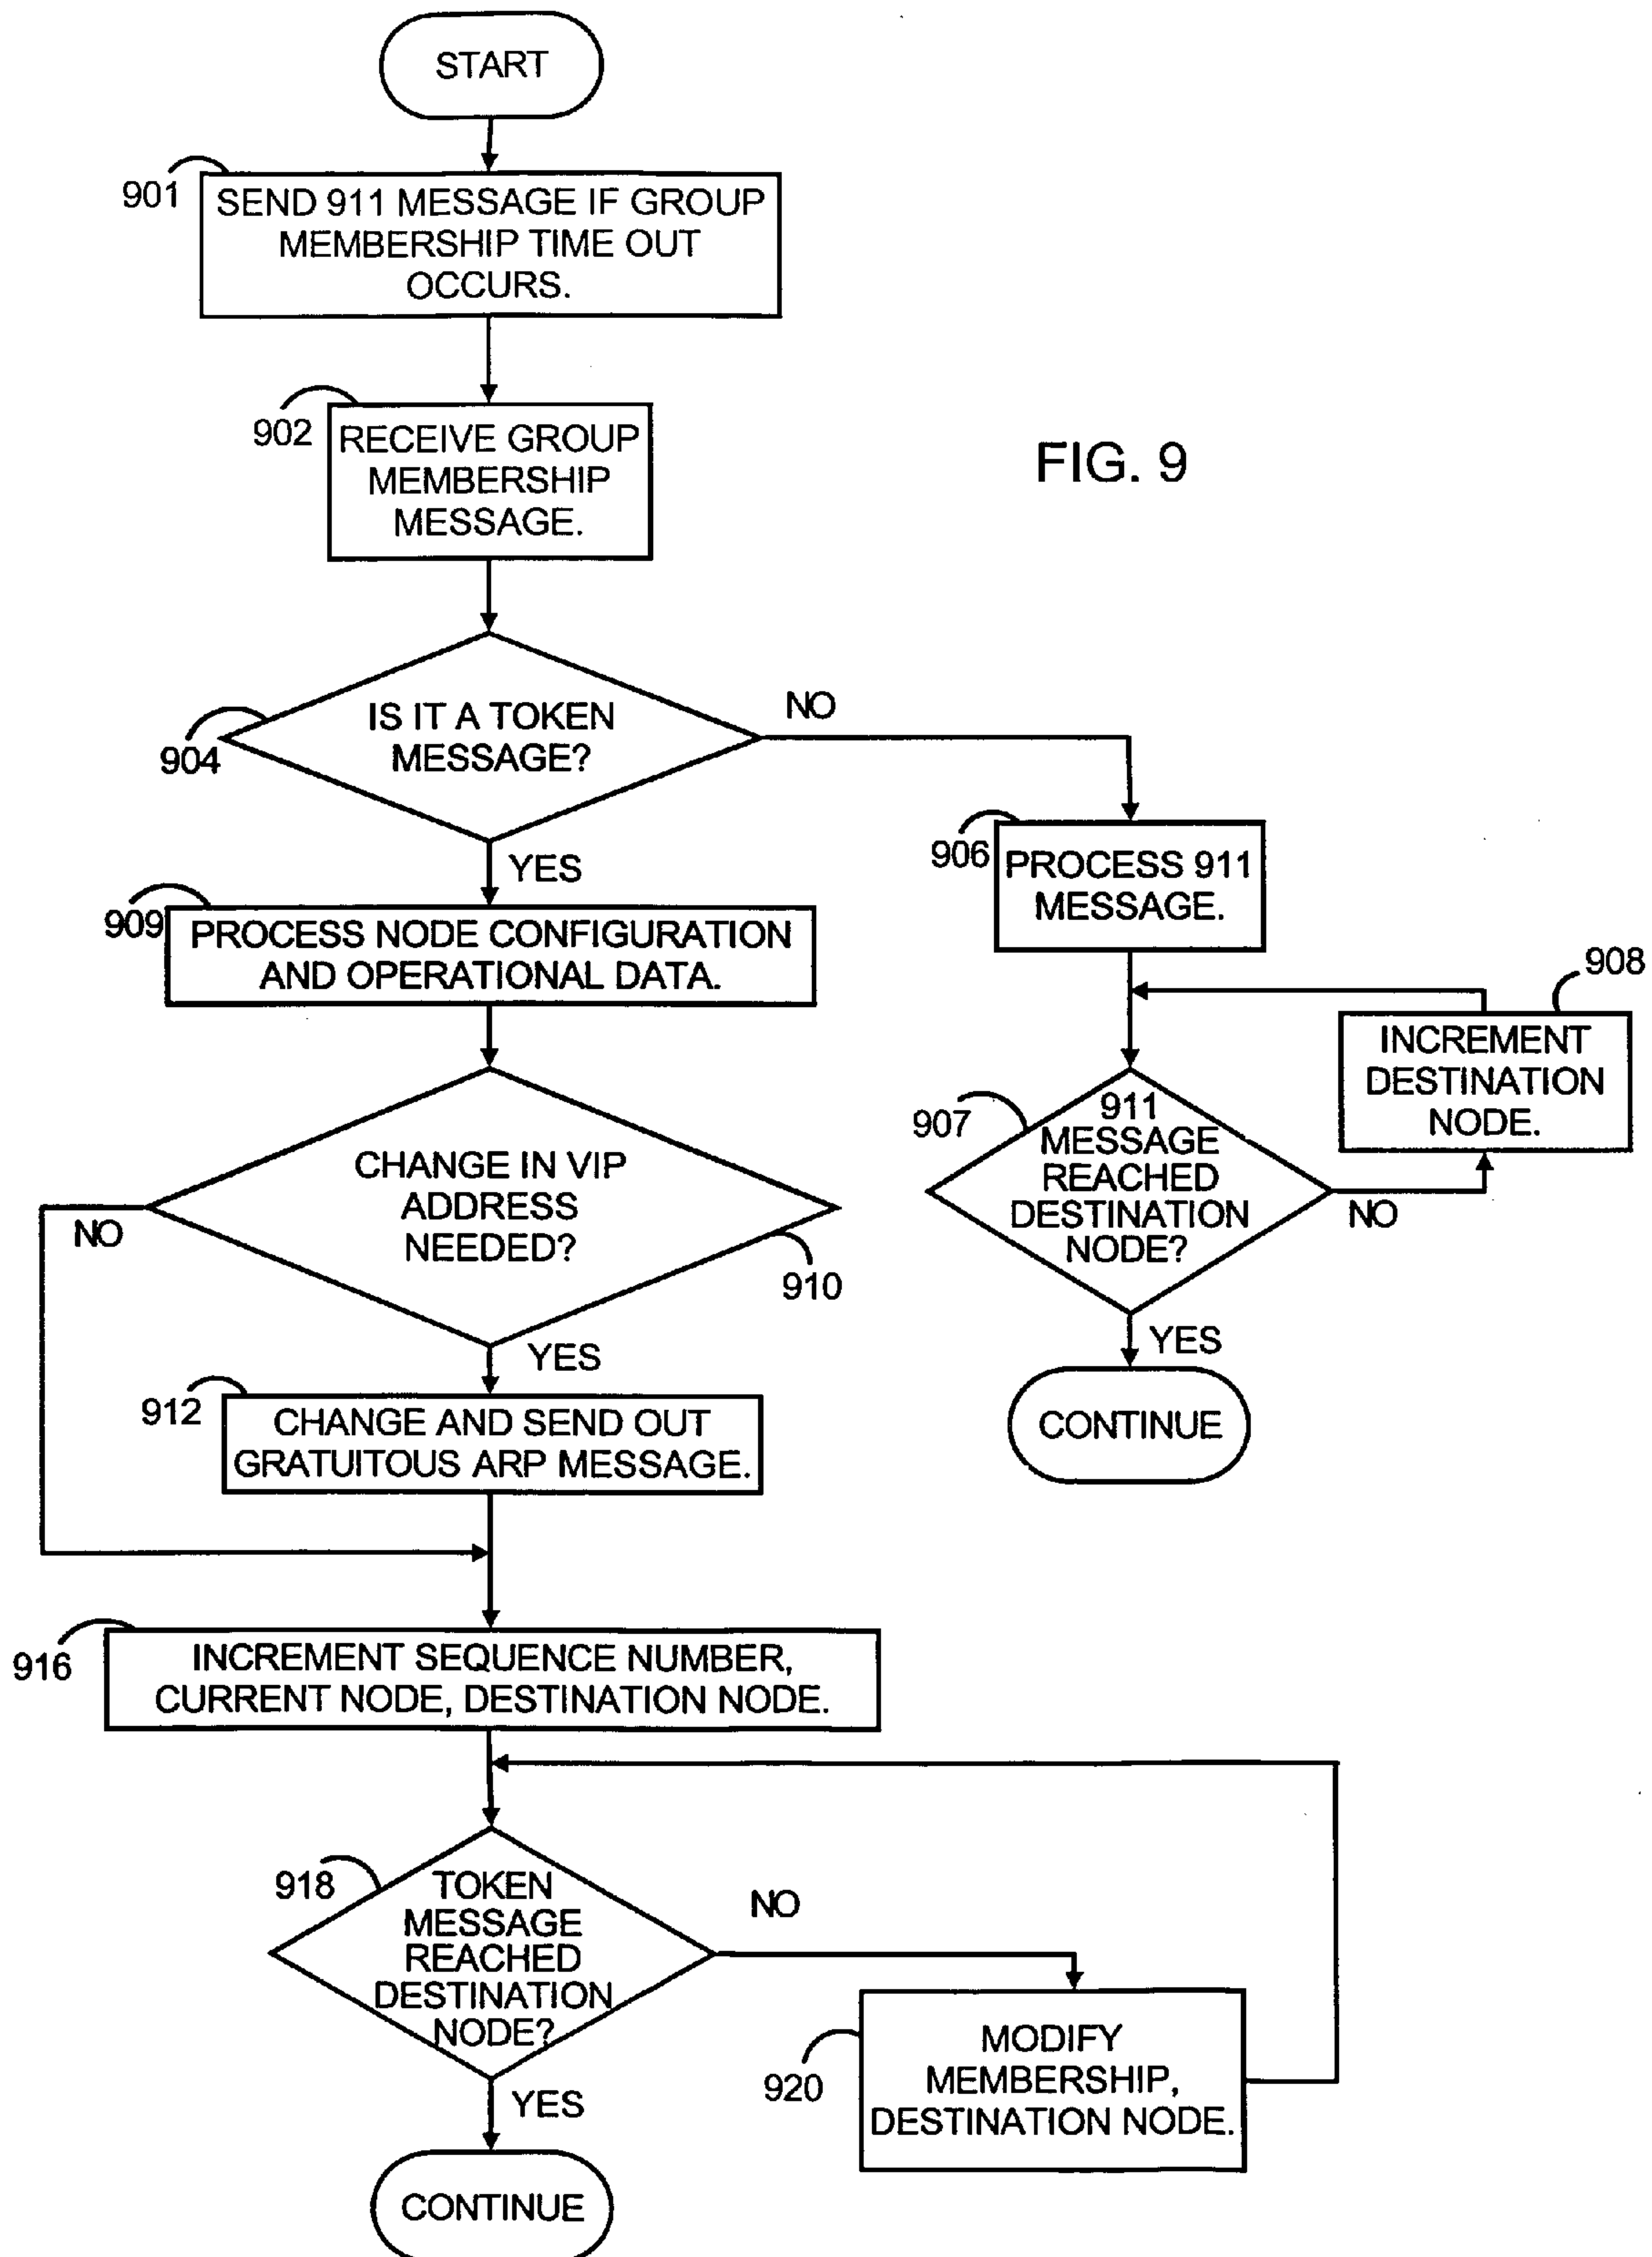 START
901
SEND 911 MESSAGE IF GROUP
MEMBERSHIP TIME OUT
OCCURS.
902
RECEIVE GROUP
MEMBERSHIP
MESSAGE.
FIG. 9
904
IS IT A TOKEN
MESSAGE?
NO
YES
906
PROCESS 911
MESSAGE.
909
PROCESS NODE CONFIGURATION
AND OPERATIONAL DATA.
908
INCREMENT
DESTINATION
NODE.
907
911
MESSAGE
REACHED
DESTINATION
NODE?
NO
YES
CONTINUE
CHANGE IN VIP
ADDRESS
NEEDED?
NO
910
YES
912
CHANGE AND SEND OUT
GRATUITOUS ARP MESSAGE.
916
INCREMENT SEQUENCE NUMBER,
CURRENT NODE, DESTINATION NODE.
918
TOKEN
MESSAGE
REACHED
DESTINATION
NODE?
NO
920
MODIFY
MEMBERSHIP,
DESTINATION NODE.
YES
CONTINUE